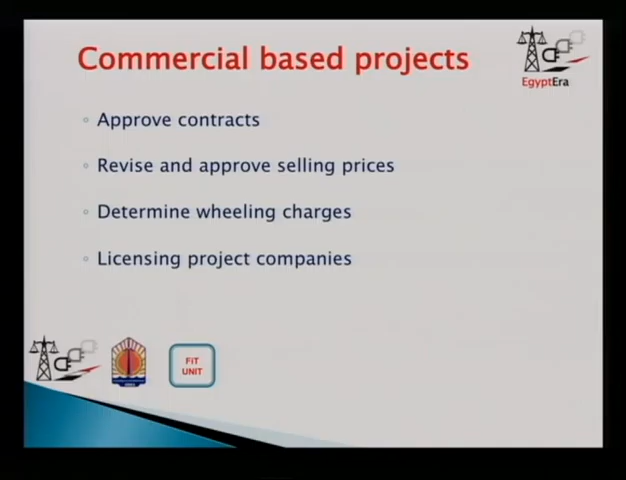 Commercial based projects
EgyptEra
Approve contracts
Revise and approve selling prices
Determine wheeling charges
Licensing project companies
FiT
UNIT